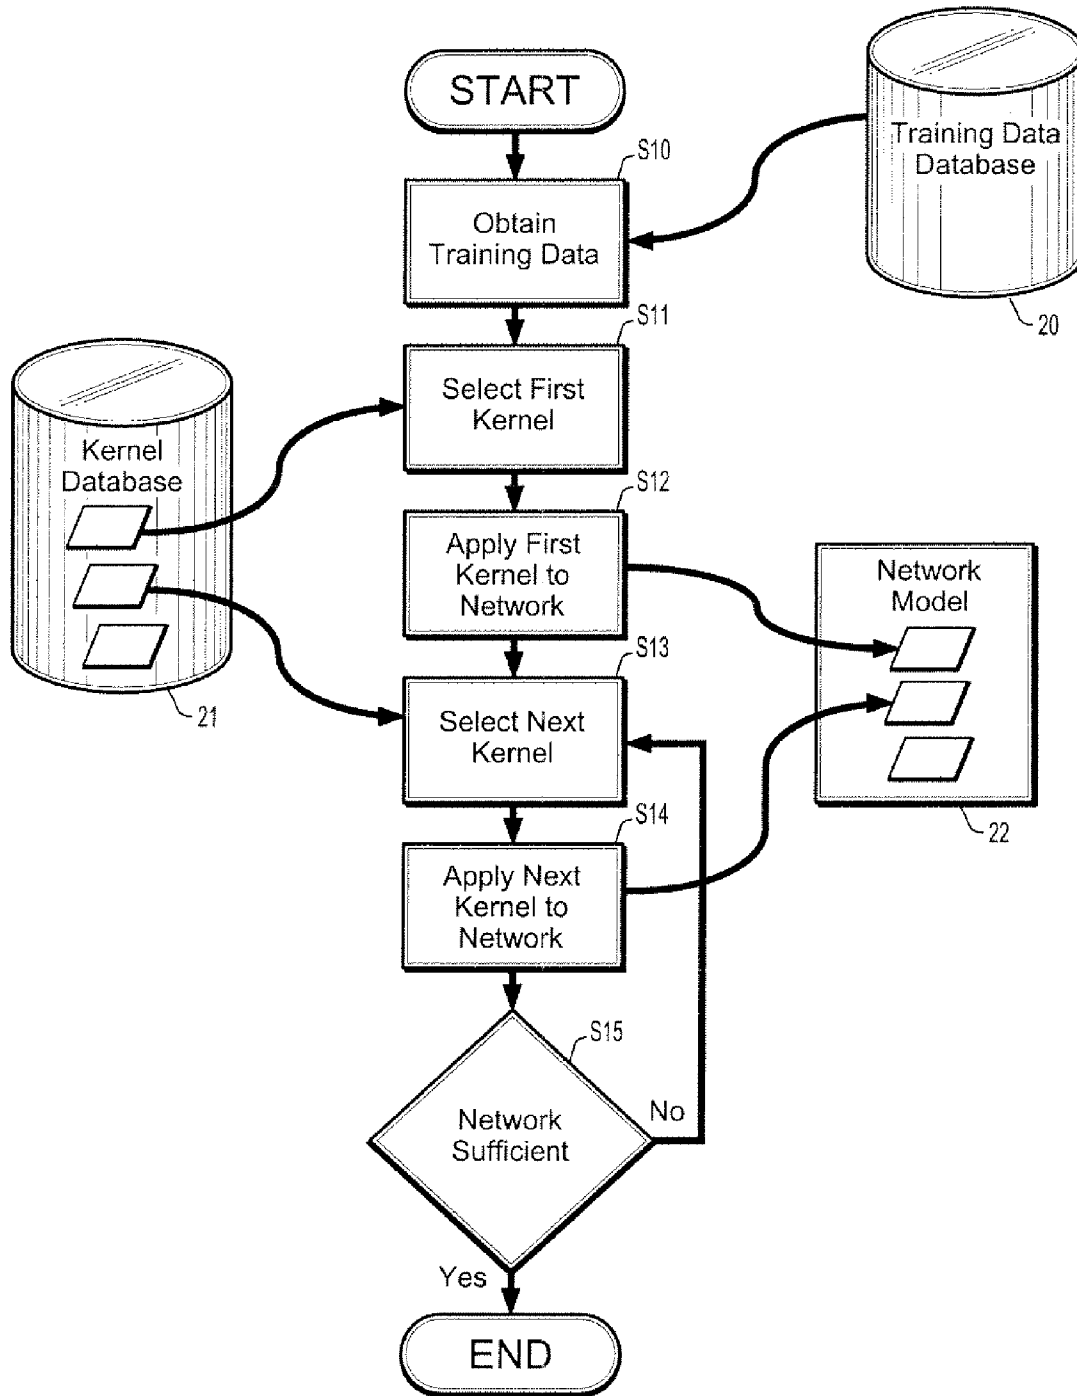 START
Training Data
Database
20
S10
Obtain
Training Data
S11
Select First
Kernel
Kernel
Database
21
S12
Apply First
Kernel to
Network
Network
Model
22
S13
Select Next
Kernel
S14
Apply Next
Kernel to
Network
S15
Network
Sufficient
No
Yes
END